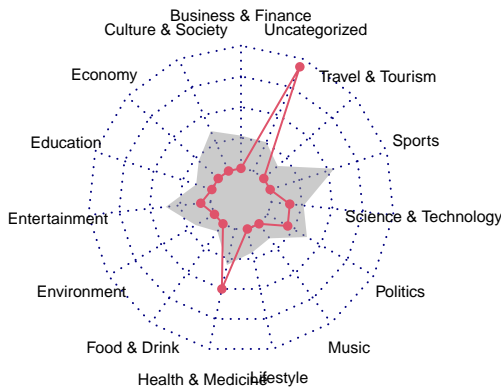 Business & Finance
Culture & Society
Uncategorized
Economy
Travel & Tourism
Education
Sports
Entertainment
Science & Technology
Environment
Politics
Food & Drink
Music
Health & Medicine
Lifestyle